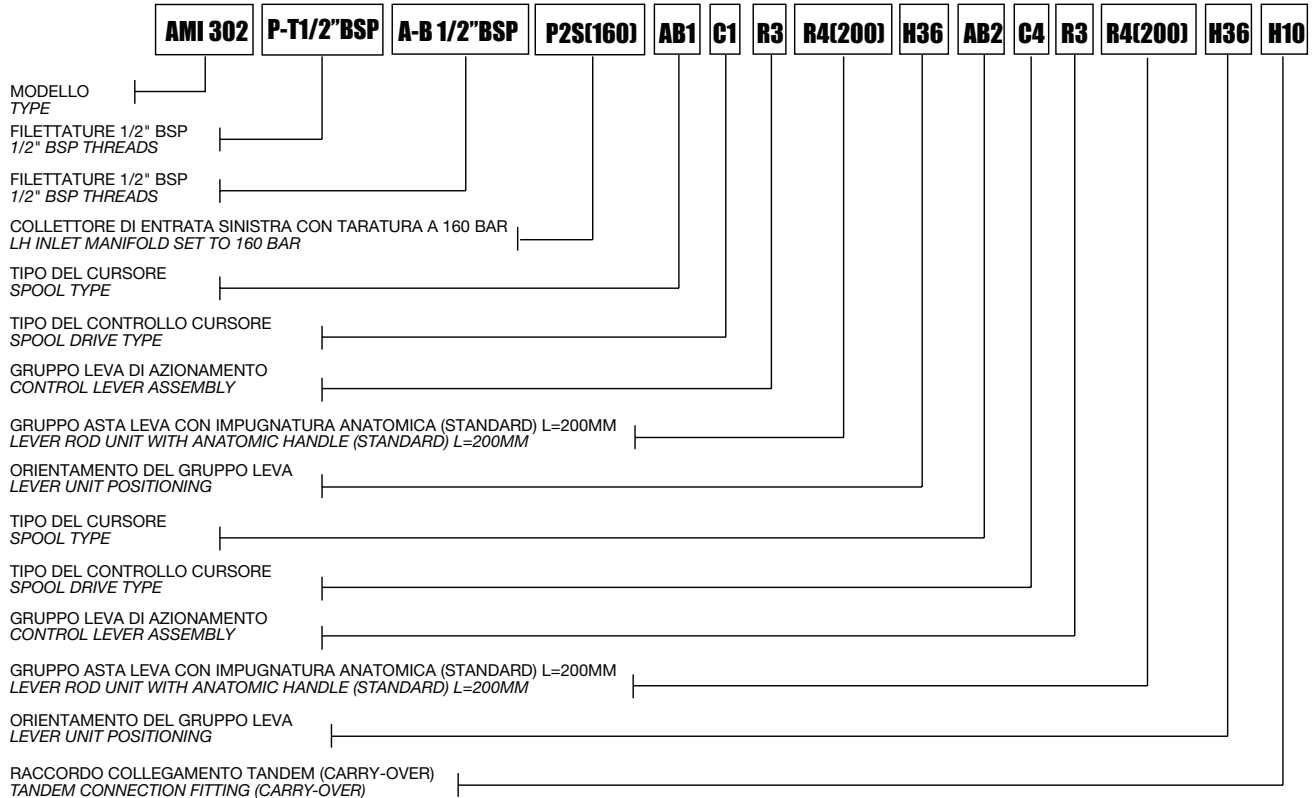 AMI 302 P-T1/2”BSP A-B 1/2”BSP P2S(160) AB1 C1 R3 R4(200) H36 AB2 C4 R3 R4(200) H36 H10
MODELLO
TYPE
FILETTATURE 1/2" BSP
1/2" BSP THREADS
FILETTATURE 1/2" BSP
1/2" BSP THREADS
COLLETTORE DI ENTRATA SINISTRA CON TARATURA A 160 BAR
LH INLET MANIFOLD SET TO 160 BAR
TIPO DEL CURSORE
SPOOL TYPE
TIPO DEL CONTROLLO CURSORE
SPOOL DRIVE TYPE
GRUPPO LEVA DI AZIONAMENTO
CONTROL LEVER ASSEMBLY
GRUPPO ASTA LEVA CON IMPUGNATURA ANATOMICA (STANDARD) L=200MM
LEVER ROD UNIT WITH ANATOMIC HANDLE (STANDARD) L=200MM
ORIENTAMENTO DEL GRUPPO LEVA
LEVER UNIT POSITIONING
TIPO DEL CURSORE
SPOOL TYPE
TIPO DEL CONTROLLO CURSORE
SPOOL DRIVE TYPE
GRUPPO LEVA DI AZIONAMENTO
CONTROL LEVER ASSEMBLY
GRUPPO ASTA LEVA CON IMPUGNATURA ANATOMICA (STANDARD) L=200MM
LEVER ROD UNIT WITH ANATOMIC HANDLE (STANDARD) L=200MM
ORIENTAMENTO DEL GRUPPO LEVA
LEVER UNIT POSITIONING
RACCORDO COLLEGAMENTO TANDEM (CARRY-OVER)
TANDEM CONNECTION FITTING (CARRY-OVER)